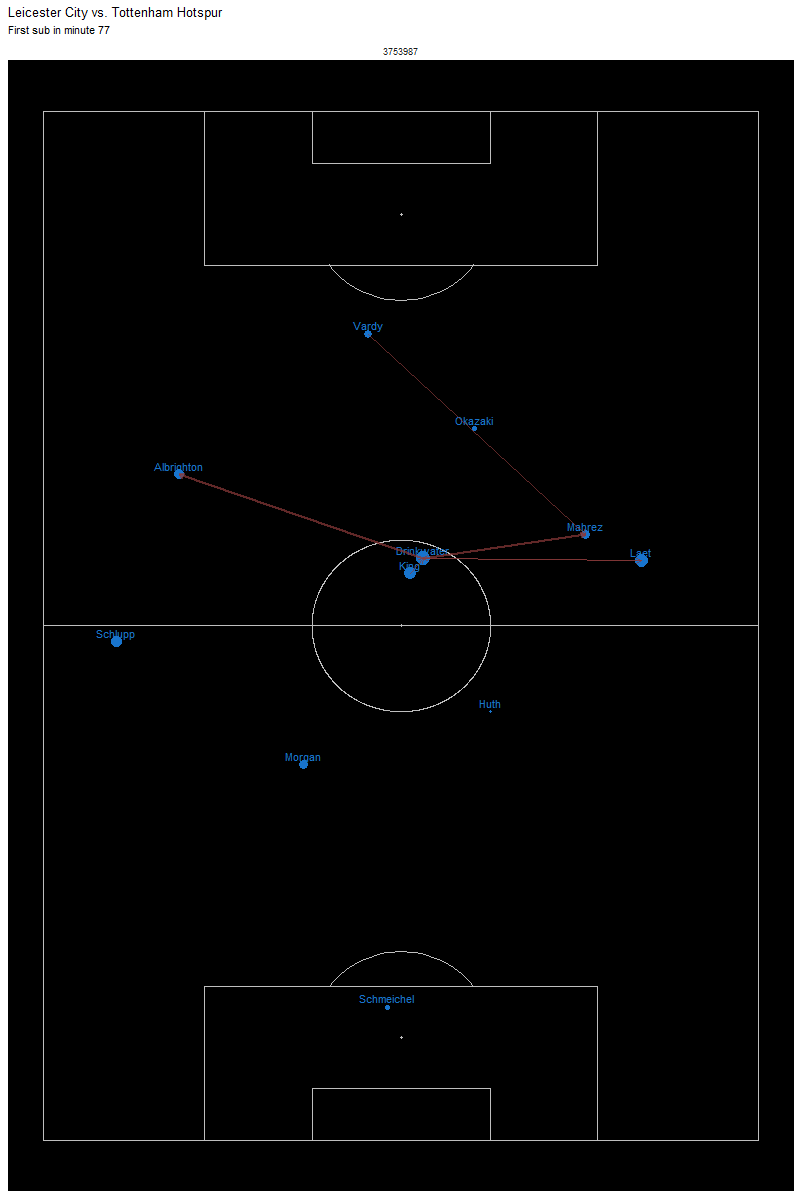 Leicester City vs. Tottenham Hotspur
First sub in minute 77
3753987
Vardy
Okazaki
Albrighton
Mahrez
Drinkwater
Laet
King
Schlupp
Huth
Morgan
Schmeichel